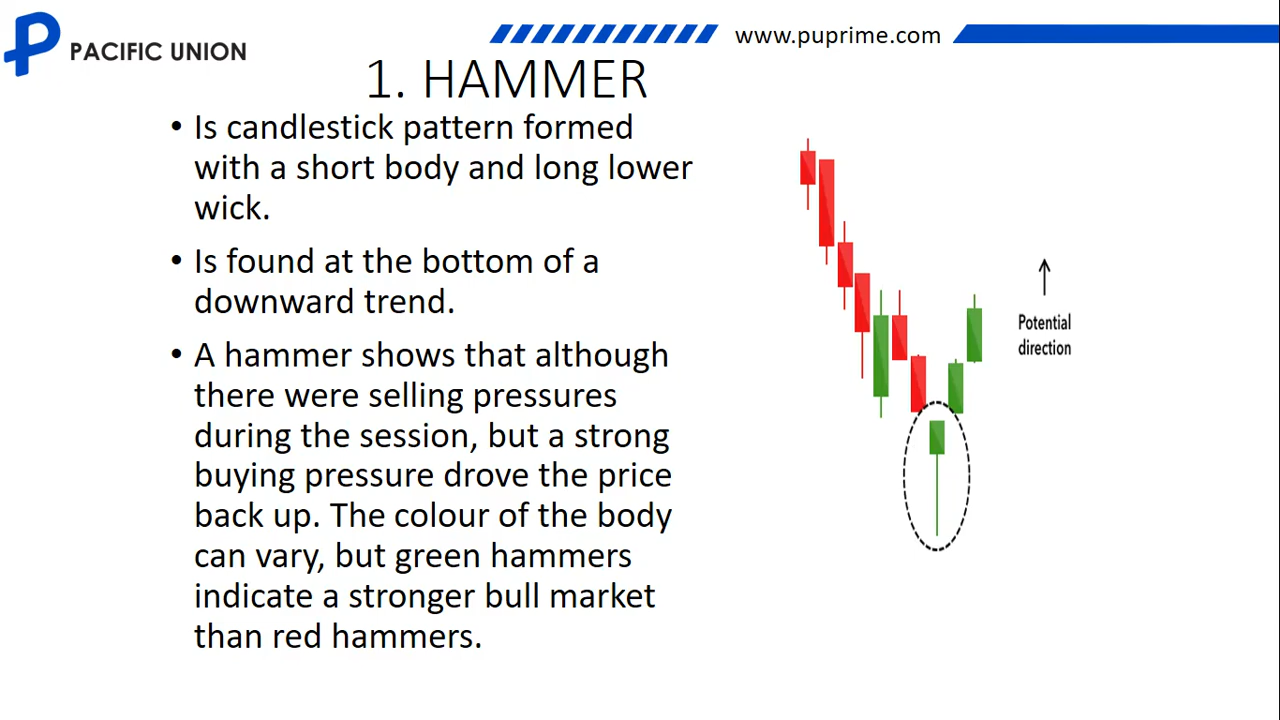 PACIFIC UNION
www.puprime.com
1. HAMMER
• Is candlestick pattern formed
with a short body and long lower
wick.
• Is found at the bottom of a
downward trend.
• A hammer shows that although
there were selling pressures
during the session, but a strong
buying pressure drove the price
back up. The colour of the body
can vary, but green hammers
indicate a stronger bull market
than red hammers.
Potential
direction